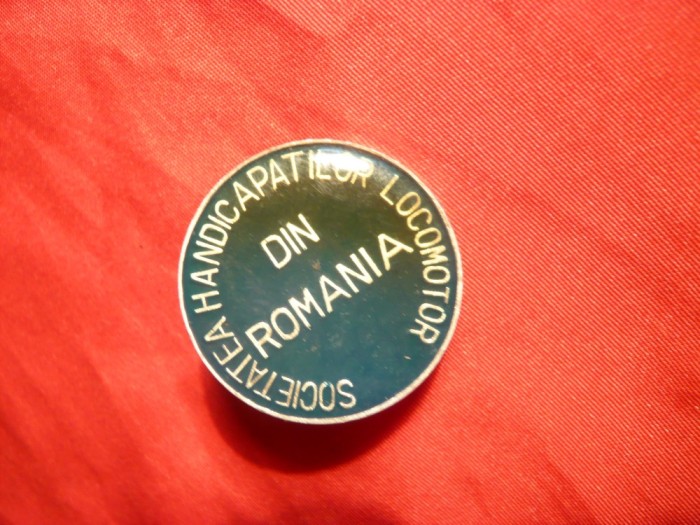 SOCIETATEA HANDICAPATILOR LOCOMOTOR
DIN
ROMANIA